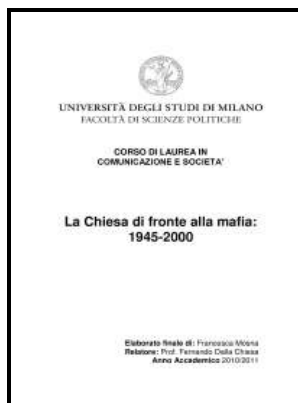 UNIVERSITÀ DEGLI STUDI DI MILANO
FACOLTÀ DI SCIENZE POLITICHE
CORSO DI LAUREA IN
COMUNICAZIONE E SOCIETA'
La Chiesa di fronte alla mafia:
1945-2000
Elaborato finale di: Francesca Mosna
Relatore: Prof. Fernando Dalla Chiesa
Anno Accademico 2010/2011